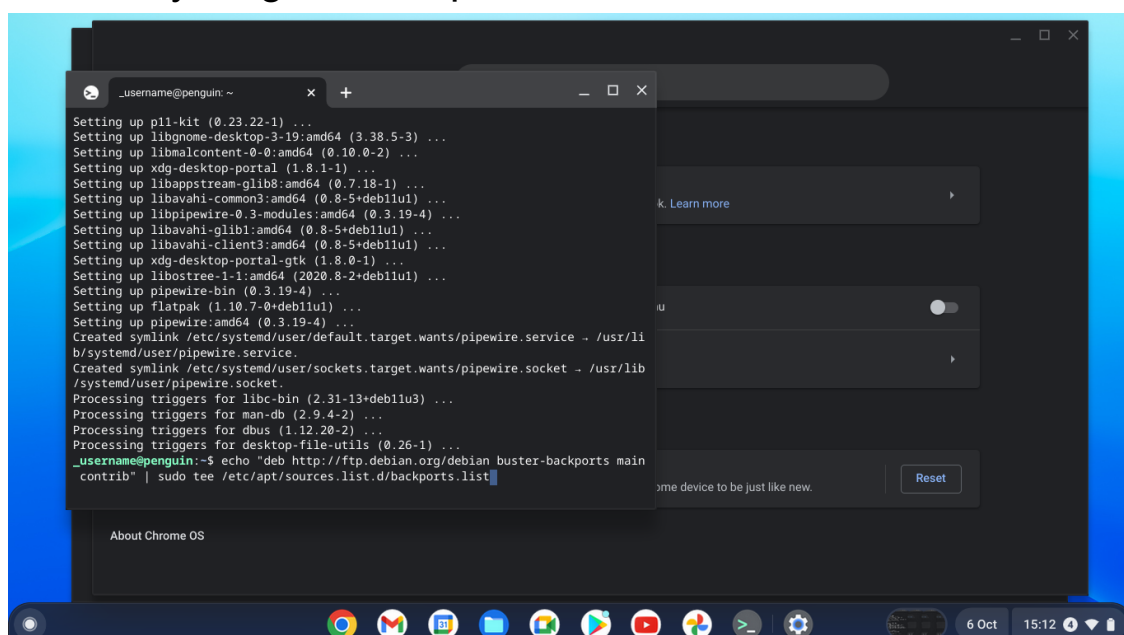 _username@penguin: ~
Setting up p11-kit (0.23.22-1) ...
Setting up libgnome-desktop-3-19:amd64 (3.38.5-3) ...
Setting up libmalcontent-0-0:amd64 (0.10.0-2) ...
Setting up xdg-desktop-portal (1.8.1-1) ...
Setting up libappstream-glib8:amd64 (0.7.18-1) ...
Setting up libavahi-common3:amd64 (0.8-5+deb11u1) ...
Setting up libpipewire-0.3-modules:amd64 (0.3.19-4) ...
Setting up libavahi-glib1:amd64 (0.8-5+deb11u1) ...
Setting up libavahi-client3:amd64 (0.8-5+deb11u1) ...
Setting up xdg-desktop-portal-gtk (1.8.0-1) ...
Setting up libostree-1-1:amd64 (2020.8-2+deb11u1) ...
Setting up pipewire-bin (0.3.19-4) ...
Setting up flatpak (1.10.7-0+deb11u1) ...
Setting up pipewire:amd64 (0.3.19-4) ...
Created symlink /etc/systemd/user/default.target.wants/pipewire.service → /usr/li
b/systemd/user/pipewire.service.
Created symlink /etc/systemd/user/sockets.target.wants/pipewire.socket → /usr/lib
/systemd/user/pipewire.socket.
Processing triggers for libc-bin (2.31-13+deb11u3) ...
Processing triggers for man-db (2.9.4-2) ...
Processing triggers for dbus (1.12.20-2) ...
Processing triggers for desktop-file-utils (0.26-1) ...
_username@penguin:~$ echo "deb http://ftp.debian.org/debian buster-backports main
contrib" | sudo tee /etc/apt/sources.list.d/backports.list
k. Learn more
nu
ome device to be just like new.
Reset
About Chrome OS
31
6 Oct
15:12
4